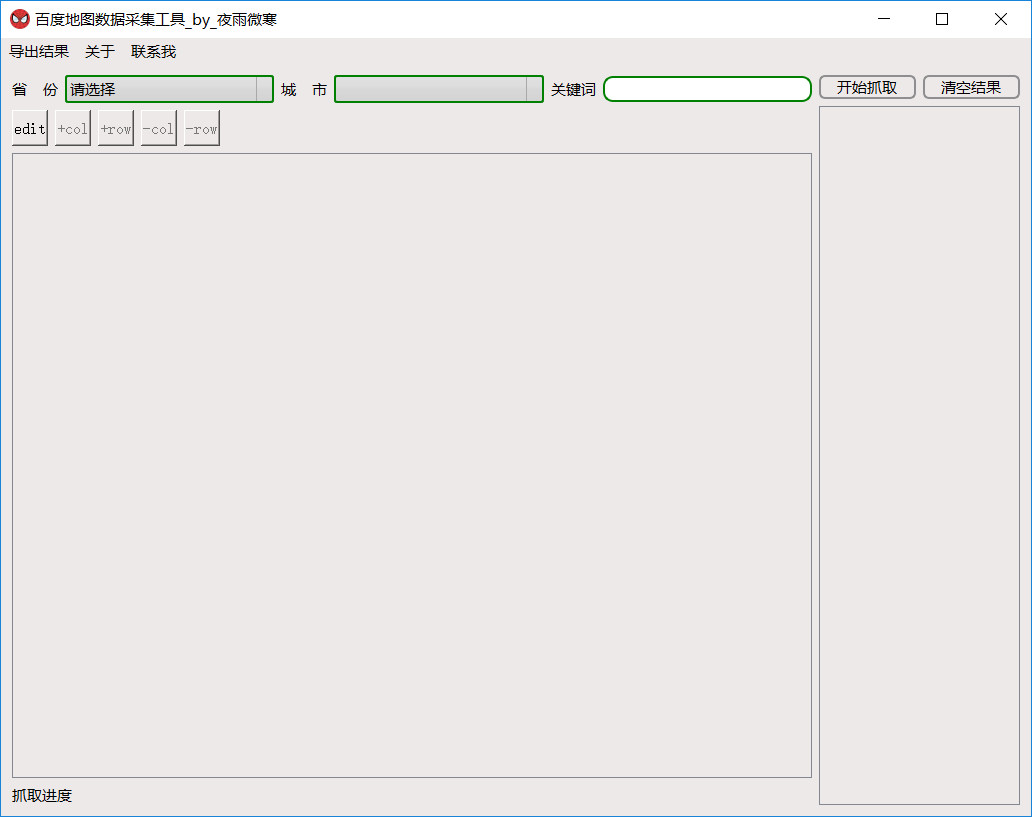 百度地图数据采集工具_by_夜雨微寒
导出结果 关于 联系我
省 份 请选择 城 市 关键词 开始抓取 清空结果
edit +col +row -col -row
抓取进度